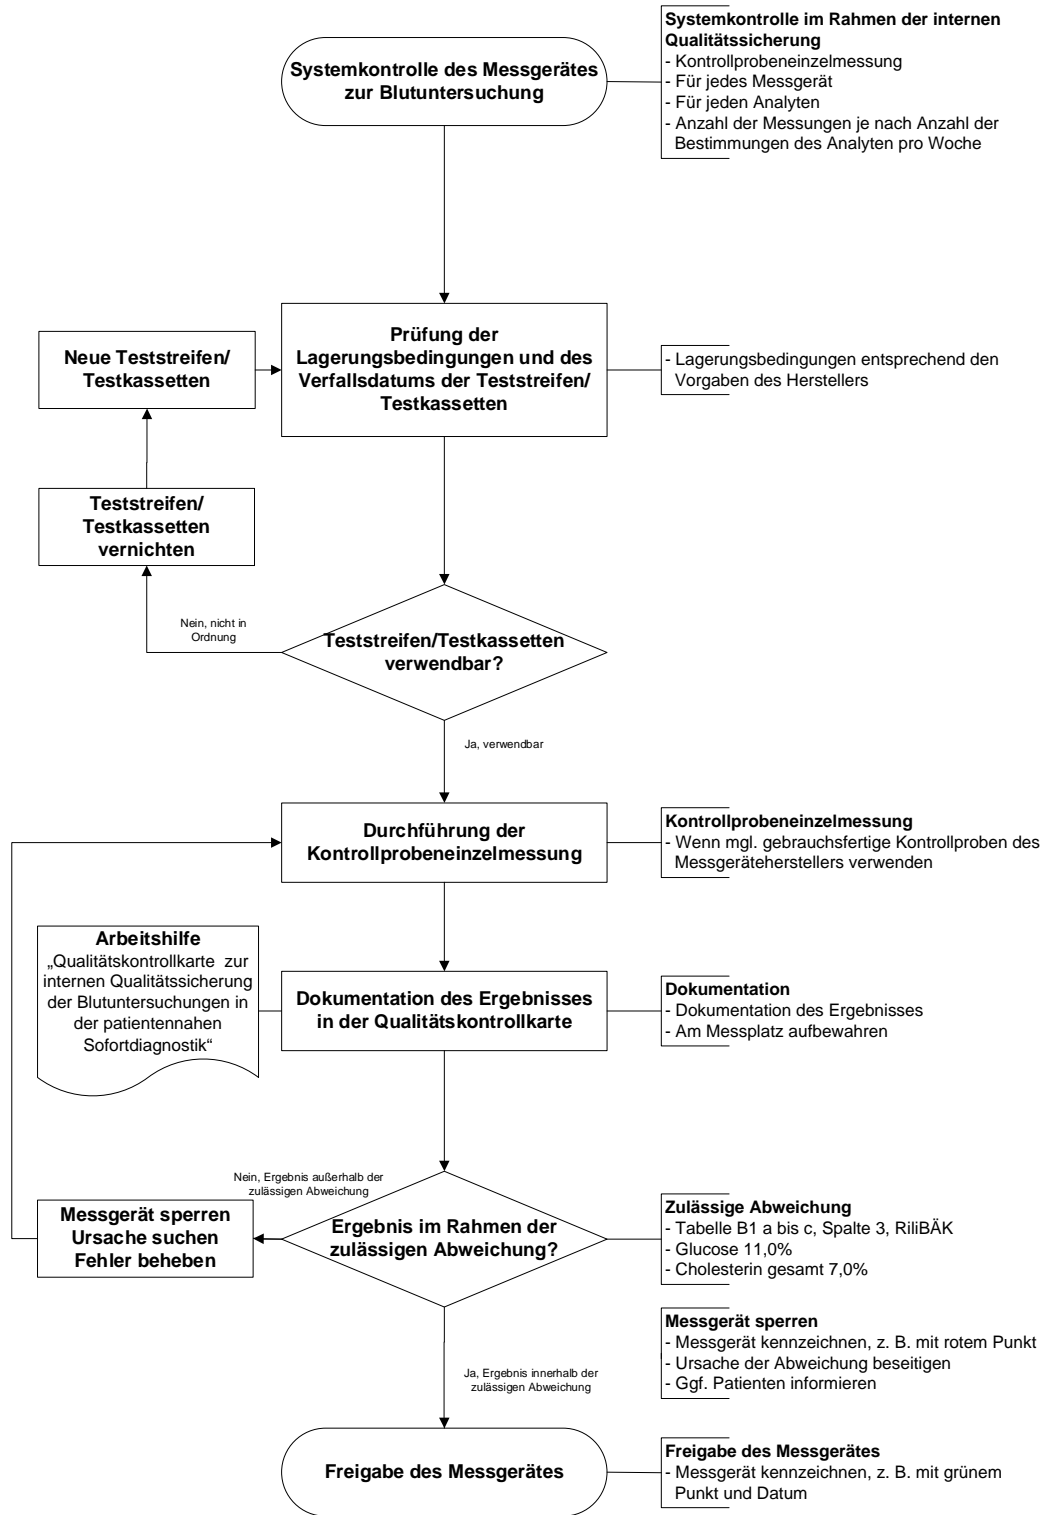 Systemkontrolle des Messgerätes
zur Blutuntersuchung
Systemkontrolle im Rahmen der internen
Qualitätssicherung
- Kontrollprobeneinzelmessung
- Für jedes Messgerät
- Für jeden Analyten
- Anzahl der Messungen je nach Anzahl der
Bestimmungen des Analyten pro Woche
Neue Teststreifen/
Testkassetten
Prüfung der
Lagerungsbedingungen und des
Verfallsdatums der Teststreifen/
Testkassetten
- Lagerungsbedingungen entsprechend den
Vorgaben des Herstellers
Teststreifen/
Testkassetten
vernichten
Nein, nicht in
Ordnung
Teststreifen/Testkassetten
verwendbar?
Ja, verwendbar
Durchführung der
Kontrollprobeneinzelmessung
Kontrollprobeneinzelmessung
- Wenn mgl. gebrauchsfertige Kontrollproben des
Messgeräteherstellers verwenden
Arbeitshilfe
„Qualitätskontrollkarte zur
internen Qualitätssicherung
der Blutuntersuchungen in
der patientennahen
Sofortdiagnostik“
Dokumentation des Ergebnisses
in der Qualitätskontrollkarte
Dokumentation
- Dokumentation des Ergebnisses
- Am Messplatz aufbewahren
Nein, Ergebnis außerhalb der
zulässigen Abweichung
Messgerät sperren
Ursache suchen
Fehler beheben
Ergebnis im Rahmen der
zulässigen Abweichung?
Zulässige Abweichung
- Tabelle B1 a bis c, Spalte 3, RiliBÄK
- Glucose 11,0%
- Cholesterin gesamt 7,0%
Messgerät sperren
- Messgerät kennzeichnen, z. B. mit rotem Punkt
- Ursache der Abweichung beseitigen
- Ggf. Patienten informieren
Ja, Ergebnis innerhalb der
zulässigen Abweichung
Freigabe des Messgerätes
Freigabe des Messgerätes
- Messgerät kennzeichnen, z. B. mit grünem
Punkt und Datum